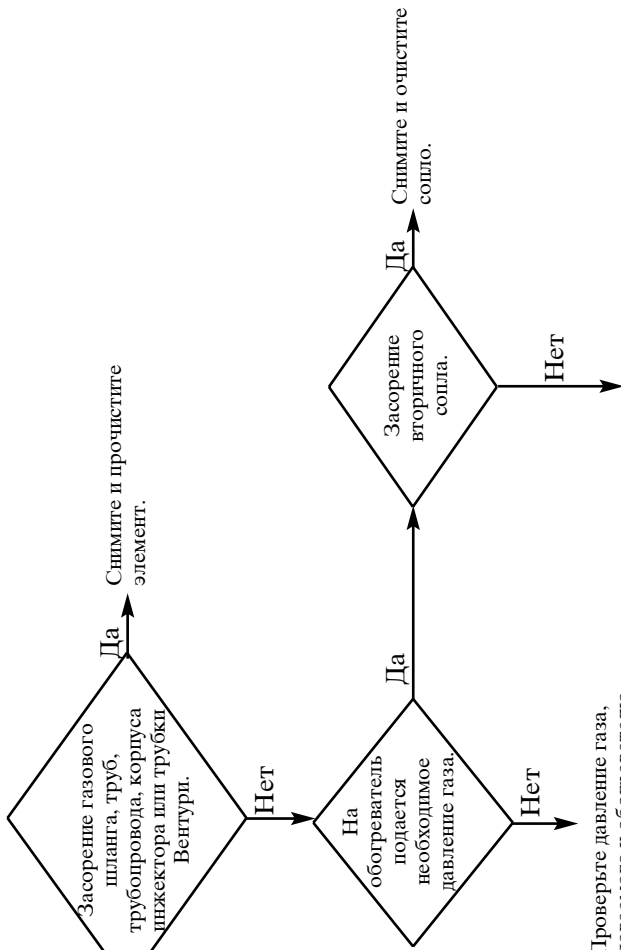 Засорение газового
шланга, труб,
трубопровода, корпуса
инжектора или трубки
Вентури.
Да
Снимите и прочистите
элемент.
Нет
На
обогреватель
подается
необходимое
давление газа.
Да
Нет
Проверьте давление газа,
Засорение
вторичного
сопла.
Да
Снимите и очистите
сопло.
Нет